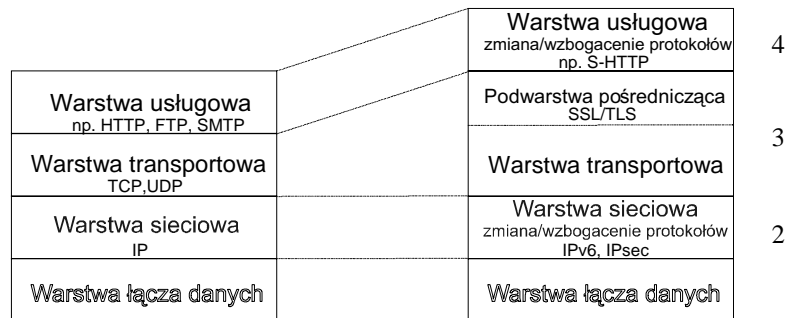 Warstwa usługowa
np. HTTP, FTP, SMTP
Warstwa transportowa
TCP,UDP
Warstwa sieciowa
IP
Warstwa łącza danych
Warstwa usługowa
zmiana/wzbogacenie protokołów
np. S-HTTP
4
Podwarstwa pośrednicząca
SSL/TLS
3
Warstwa transportowa
Warstwa sieciowa
zmiana/wzbogacenie protokołów
IPv6, IPsec
2
Warstwa łącza danych